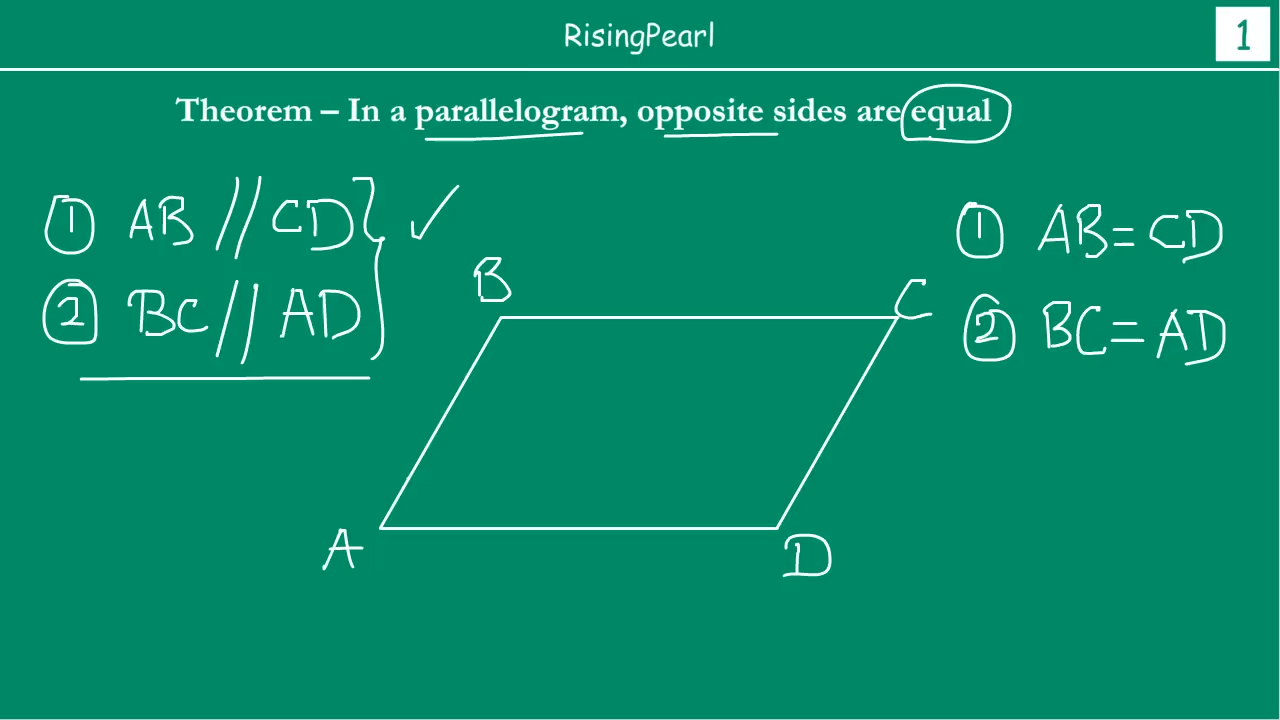 RisingPearl
1
Theorem – In a parallelogram, opposite sides are equal
① AB // CD
② BC // AD
① AB = CD
② BC = AD
B
C
A
D